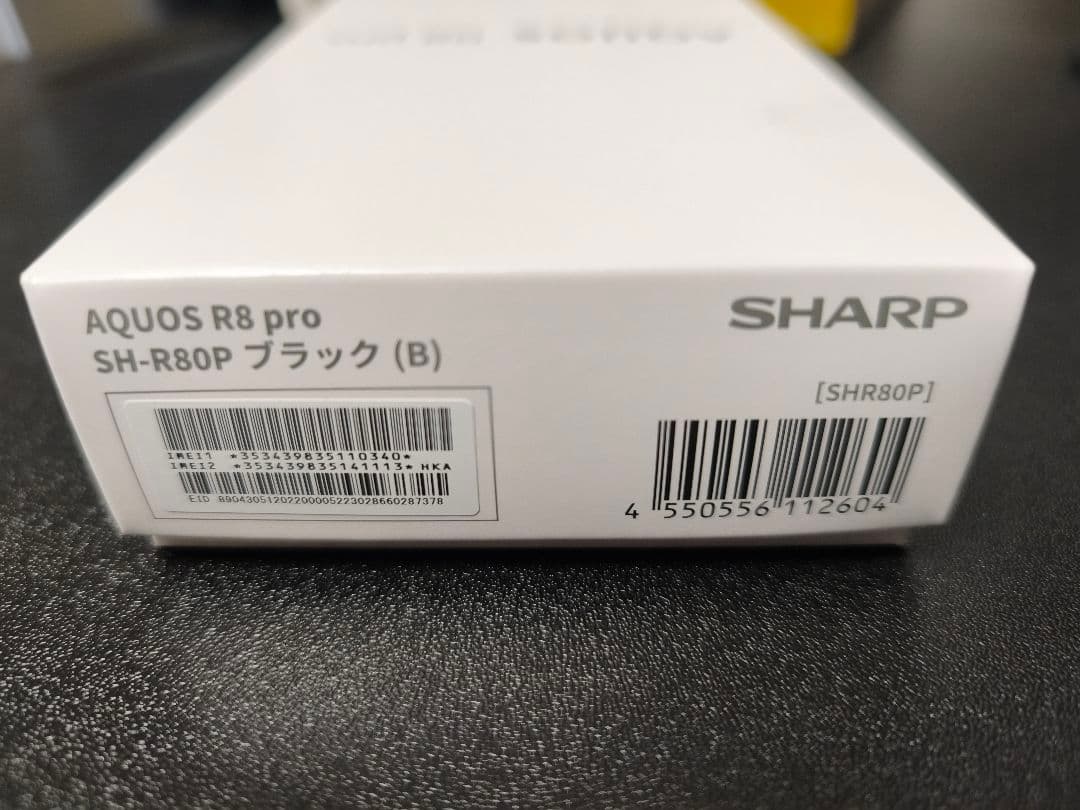 AQUOS R8 pro
SH-R80P ブラック (B)
IMEI1 *353439835110340*
IMEI2 *353439835141113* HKA
EID 89043051202200005223028660287378
SHARP
[SHR80P]
4 550556 112604